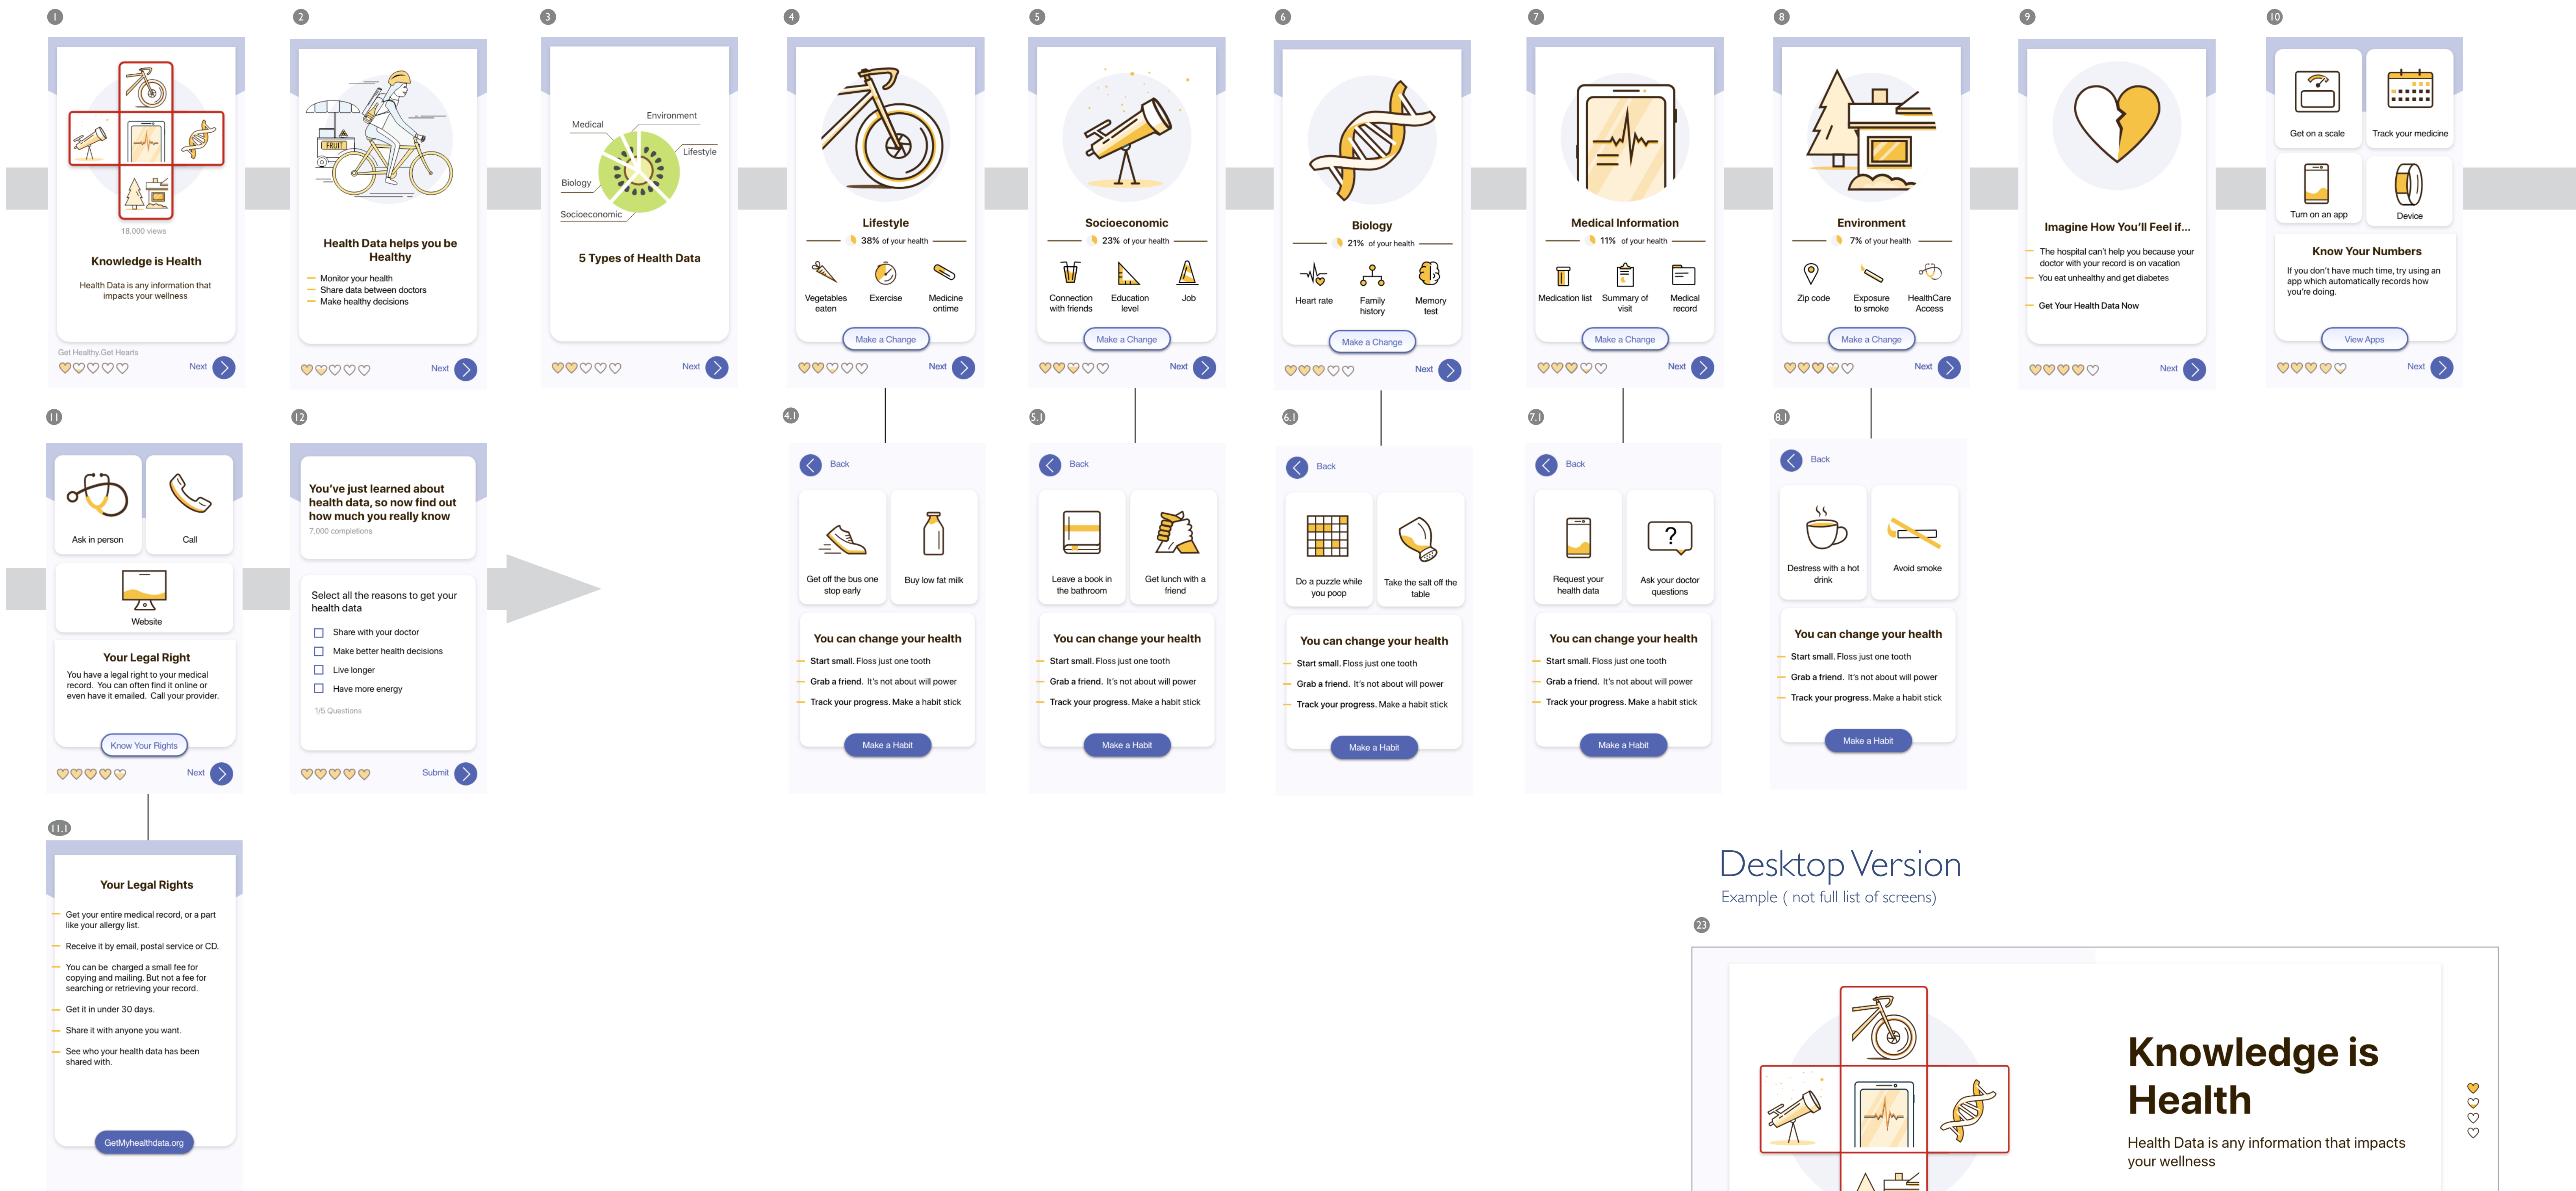 1
2
3
4
5
6
7
8
9
10
18,000 views
Knowledge is Health
Health Data is any information that
impacts your wellness
Get Healthy.Get Hearts
Next
FRUIT
Health Data helps you be
Healthy
Monitor your health
Share data between doctors
Make healthy decisions
Next
Medical
Environment
Lifestyle
Biology
Socioeconomic
5 Types of Health Data
Next
Lifestyle
38% of your health
Vegetables
eaten
Exercise
Medicine
ontime
Make a Change
Next
Socioeconomic
23% of your health
Connection
with friends
Education
level
Job
Make a Change
Next
Biology
21% of your health
Heart rate
Family
history
Memory
test
Make a Change
Next
Medical Information
11% of your health
Medication list
Summary of
visit
Medical
record
Make a Change
Next
Environment
7% of your health
Zip code
Exposure
to smoke
HealthCare
Access
Make a Change
Next
Imagine How You'll Feel if...
The hospital can't help you because your
doctor with your record is on vacation
You eat unhealthy and get diabetes
Get Your Health Data Now
Next
Get on a scale
Track your medicine
Turn on an app
Device
Know Your Numbers
If you don't have much time, try using an
app which automatically records how
you're doing.
View Apps
Next
11
Ask in person
Call
Website
Your Legal Right
You have a legal right to your medical
record. You can often find it online or
even have it emailed. Call your provider.
Know Your Rights
Next
12
You've just learned about
health data, so now find out
how much you really know
7,000 completions
Select all the reasons to get your
health data
Share with your doctor
Make better health decisions
Live longer
Have more energy
1/5 Questions
Submit
4.1
Back
Get off the bus one
stop early
Buy low fat milk
You can change your health
Start small. Floss just one tooth
Grab a friend. It's not about will power
Track your progress. Make a habit stick
Make a Habit
5.1
Back
Leave a book in
the bathroom
Get lunch with a
friend
You can change your health
Start small. Floss just one tooth
Grab a friend. It's not about will power
Track your progress. Make a habit stick
Make a Habit
6.1
Back
Do a puzzle while
you poop
Take the salt off the
table
You can change your health
Start small. Floss just one tooth
Grab a friend. It's not about will power
Track your progress. Make a habit stick
Make a Habit
7.1
Back
Request your
health data
?
Ask your doctor
questions
You can change your health
Start small. Floss just one tooth
Grab a friend. It's not about will power
Track your progress. Make a habit stick
Make a Habit
8.1
Back
Destress with a hot
drink
Avoid smoke
You can change your health
Start small. Floss just one tooth
Grab a friend. It's not about will power
Track your progress. Make a habit stick
Make a Habit
11.1
Your Legal Rights
Get your entire medical record, or a part
like your allergy list.
Receive it by email, postal service or CD.
You can be charged a small fee for
copying and mailing. But not a fee for
searching or retrieving your record.
Get it in under 30 days.
Share it with anyone you want.
See who your health data has been
shared with.
GetMyhealthdata.org
Desktop Version
Example ( not full list of screens)
23
Knowledge is
Health
Health Data is any information that impacts
your wellness